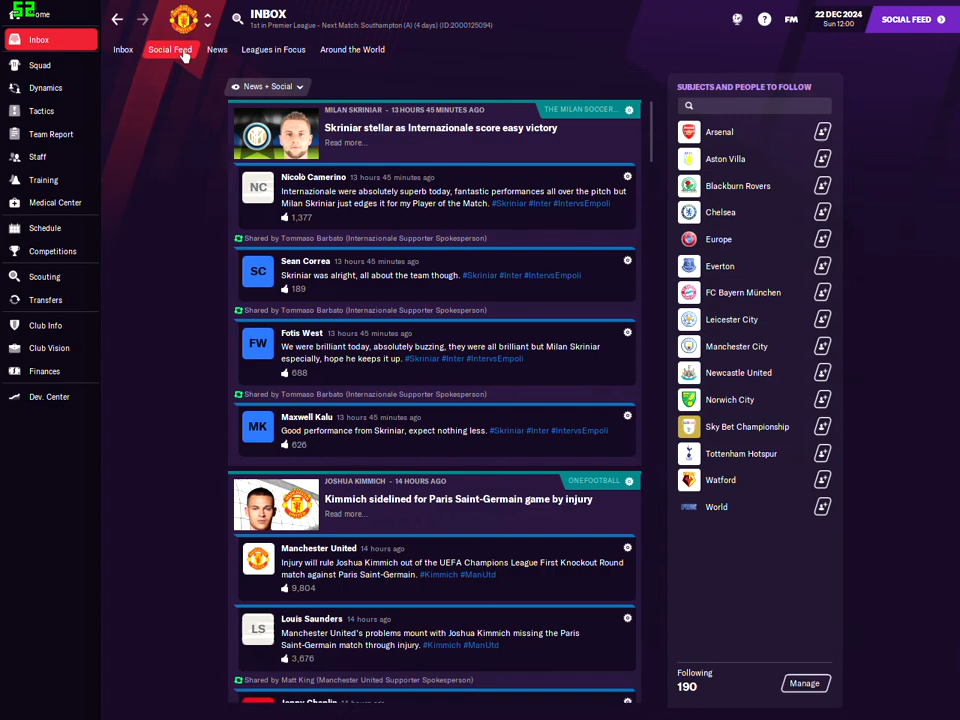 52
ome
INBOX
1st in Premier League - Next Match: Southampton (A) (4 days) (ID:2000125094)
FM
22 DEC 2024
Sun 12:00
SOCIAL FEED
Inbox
Social Feed
News
Leagues in Focus
Around the World
Inbox
Squad
Dynamics
Tactics
Team Report
Staff
Training
Medical Center
Schedule
Competitions
Scouting
Transfers
Club Info
Club Vision
Finances
Dev. Center
News + Social
MILAN SKRINIAR - 13 HOURS 45 MINUTES AGO
THE MILAN SOCCER...
Skriniar stellar as Internazionale score easy victory
Read more...
NC
Nicolò Camerino 13 hours 45 minutes ago
Internazionale were absolutely superb today, fantastic performances all over the pitch but
Milan Skriniar just edges it for my Player of the Match. #Skriniar #Inter #IntervsEmpoli
1,377
Shared by Tommaso Barbato (Internazionale Supporter Spokesperson)
SC
Sean Correa 13 hours 45 minutes ago
Skriniar was alright, all about the team though. #Skriniar #Inter #IntervsEmpoli
189
Shared by Tommaso Barbato (Internazionale Supporter Spokesperson)
FW
Fotis West 13 hours 45 minutes ago
We were brilliant today, absolutely buzzing, they were all brilliant but Milan Skriniar
especially, hope he keeps it up. #Skriniar #Inter #IntervsEmpoli
688
Shared by Tommaso Barbato (Internazionale Supporter Spokesperson)
MK
Maxwell Kalu 13 hours 45 minutes ago
Good performance from Skriniar, expect nothing less. #Skriniar #Inter #IntervsEmpoli
626
JOSHUA KIMMICH - 14 HOURS AGO
ONEFOOTBALL
Kimmich sidelined for Paris Saint-Germain game by injury
Read more...
Manchester United 14 hours ago
Injury will rule Joshua Kimmich out of the UEFA Champions League First Knockout Round
match against Paris Saint-Germain. #Kimmich #ManUtd
9,804
LS
Louis Saunders 14 hours ago
Manchester United's problems mount with Joshua Kimmich missing the Paris
Saint-Germain match through injury. #Kimmich #ManUtd
3,676
Shared by Matt King (Manchester United Supporter Spokesperson)
SUBJECTS AND PEOPLE TO FOLLOW
Arsenal
Aston Villa
Blackburn Rovers
Chelsea
Europe
Everton
FC Bayern München
Leicester City
Manchester City
Newcastle United
Norwich City
Sky Bet Championship
Tottenham Hotspur
Watford
World
Following
190
Manage